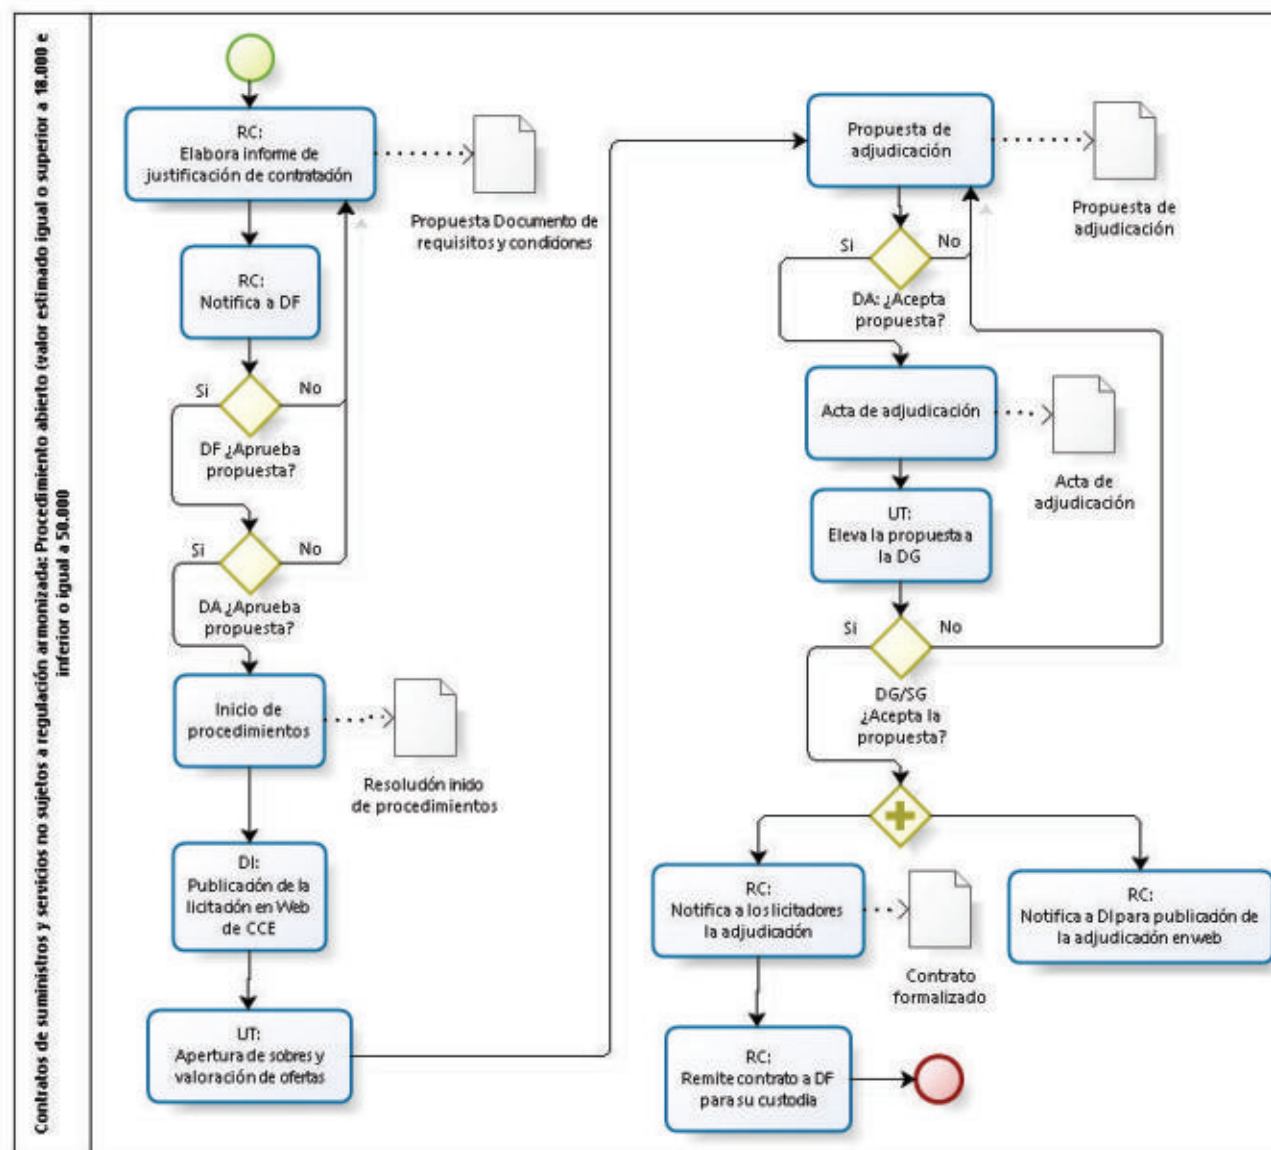 Contratos de suministros y servicios no sujetos a regulación armonizada: Procedimiento abierto (valor estimado igual o superior a 18.000 e
inferior o igual a 50.000
RC:
Elabora informe de
justificación de contratación
Propuesta Documento de
requisitos y condiciones
RC:
Notifica a DF
Si
No
DF ¿Aprueba
propuesta?
Si
No
DA ¿Aprueba
propuesta?
Inicio de
procedimientos
Resolución inicio
de procedimientos
DI:
Publicación de la
licitación en Web
de CCE
UT:
Apertura de sobres y
valoración de ofertas
Propuesta de
adjudicación
Propuesta de
adjudicación
Si
No
DA: ¿Acepta
propuesta?
Acta de adjudicación
Acta de
adjudicación
UT:
Eleva la propuesta a
la DG
Si
No
DG/SG
¿Acepta la
propuesta?
RC:
Notifica a los licitadores
la adjudicación
Contrato
formalizado
RC:
Notifica a DI para publicación de
la adjudicación en web
RC:
Remite contrato a DF
para su custodia